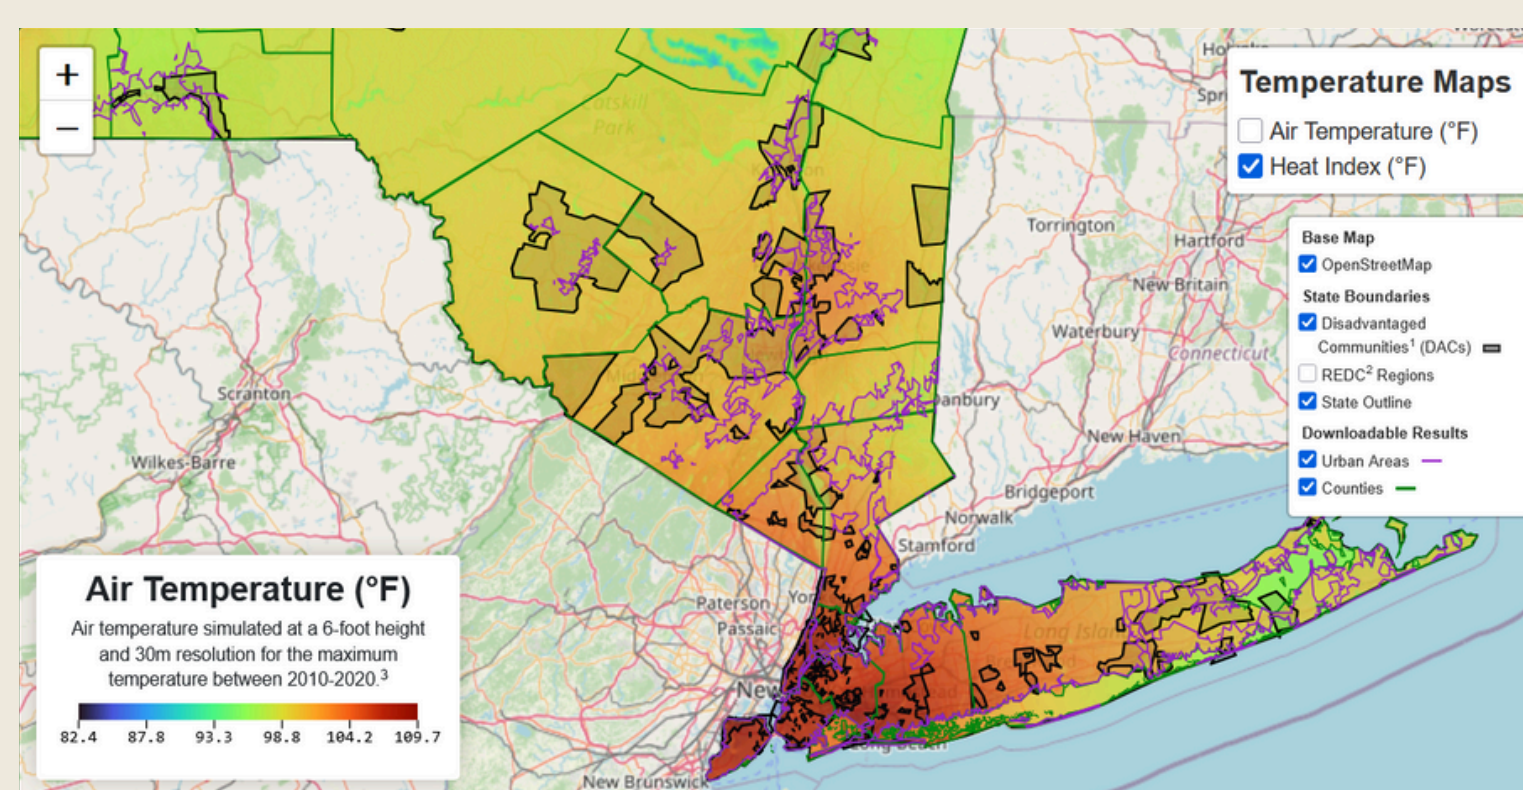 +
−
Catskill
Park
Scranton
Wilkes-Barre
Torrington
Hartford
New Britain
Waterbury
Connecticut
Danbury
New Haven
Bridgeport
Norwalk
Stamford
Paterson
Passaic
New Brunswick
Long Beach
Temperature Maps
Air Temperature (°F)
Heat Index (°F)
Base Map
OpenStreetMap
State Boundaries
Disadvantaged
Communities¹ (DACs)
REDC² Regions
State Outline
Downloadable Results
Urban Areas
Counties
Air Temperature (°F)
Air temperature simulated at a 6-foot height
and 30m resolution for the maximum
temperature between 2010-2020.³
82.4 87.8 93.3 98.8 104.2 109.7